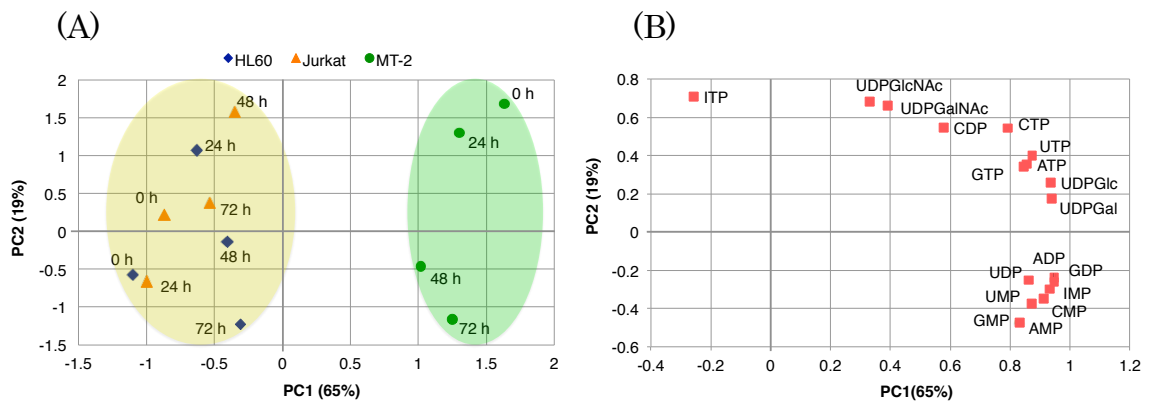 (A)
HL60 Jurkat MT-2
2
1.5
1
0.5
0
-0.5
-1
-1.5
PC2 (19%)
-1.5 -1 -0.5 0 0.5 1 1.5 2
PC1 (65%)
48 h
24 h
0 h
72 h
48 h
0 h
24 h
72 h
0 h
24 h
48 h
72 h
(B)
0.8
0.6
0.4
0.2
0
-0.2
-0.4
-0.6
PC2 (19%)
-0.4 -0.2 0 0.2 0.4 0.6 0.8 1 1.2
PC1(65%)
ITP
UDPGlcNAc
UDPGalNAc
CDP
CTP
UTP
ATP
GTP
UDPGlc
UDPGal
ADP
UDP
GDP
UMP
IMP
CMP
GMP
AMP